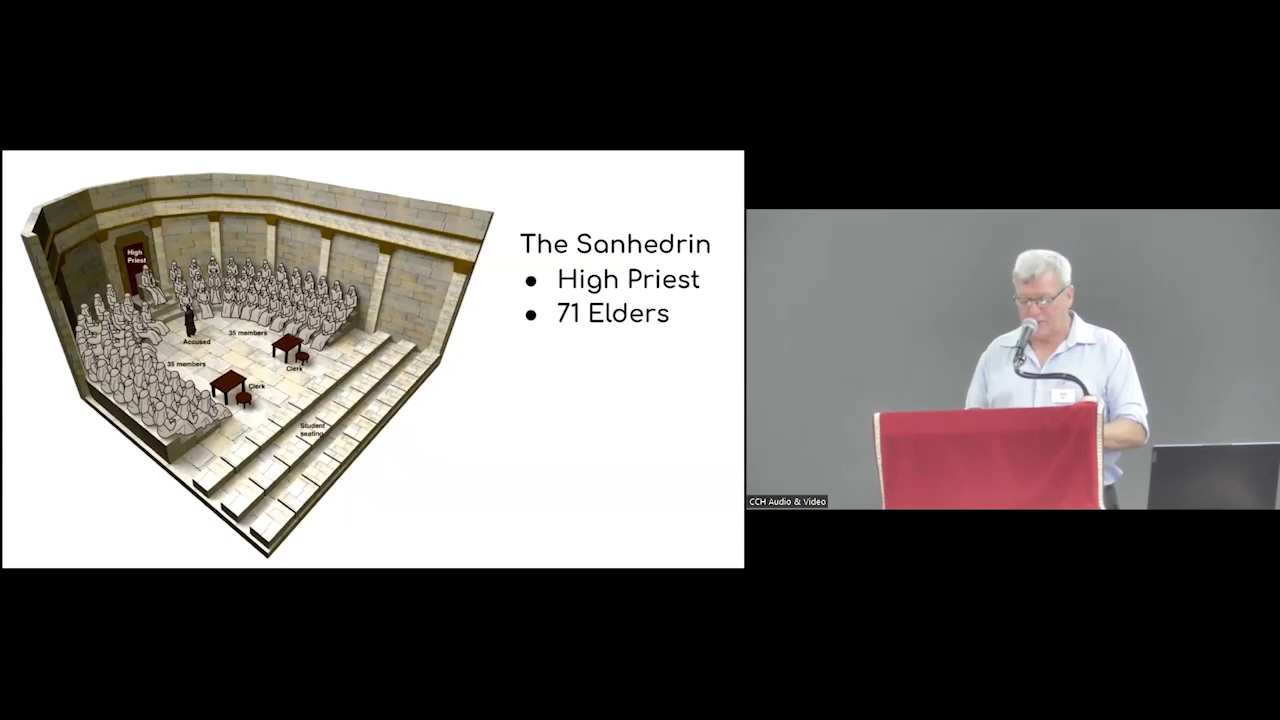 High
Priest
35 members
Accused
35 members
Clerk
Clerk
Student
seating
The Sanhedrin
● High Priest
● 71 Elders
CCH Audio & Video